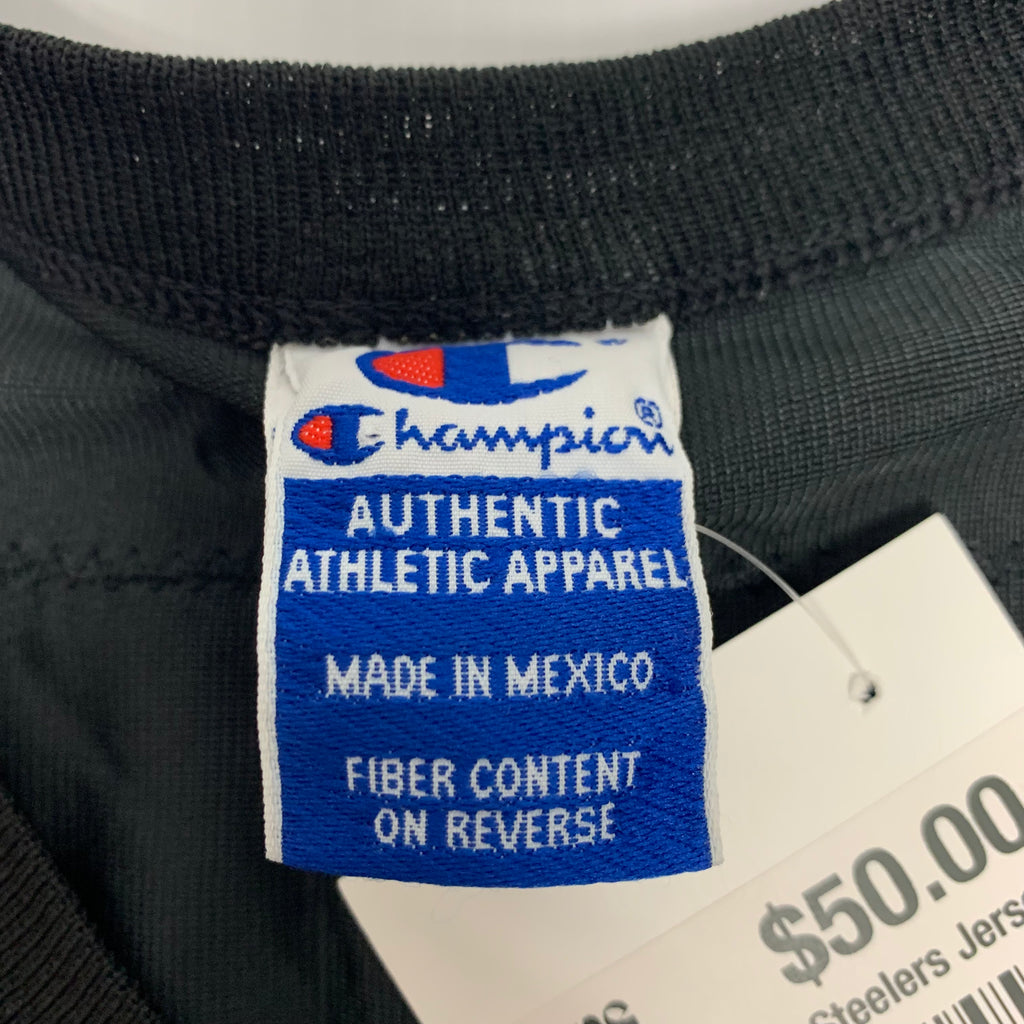 Champion®
AUTHENTIC
ATHLETIC APPAREL
MADE IN MEXICO
FIBER CONTENT
ON REVERSE
$50.00
Steelers